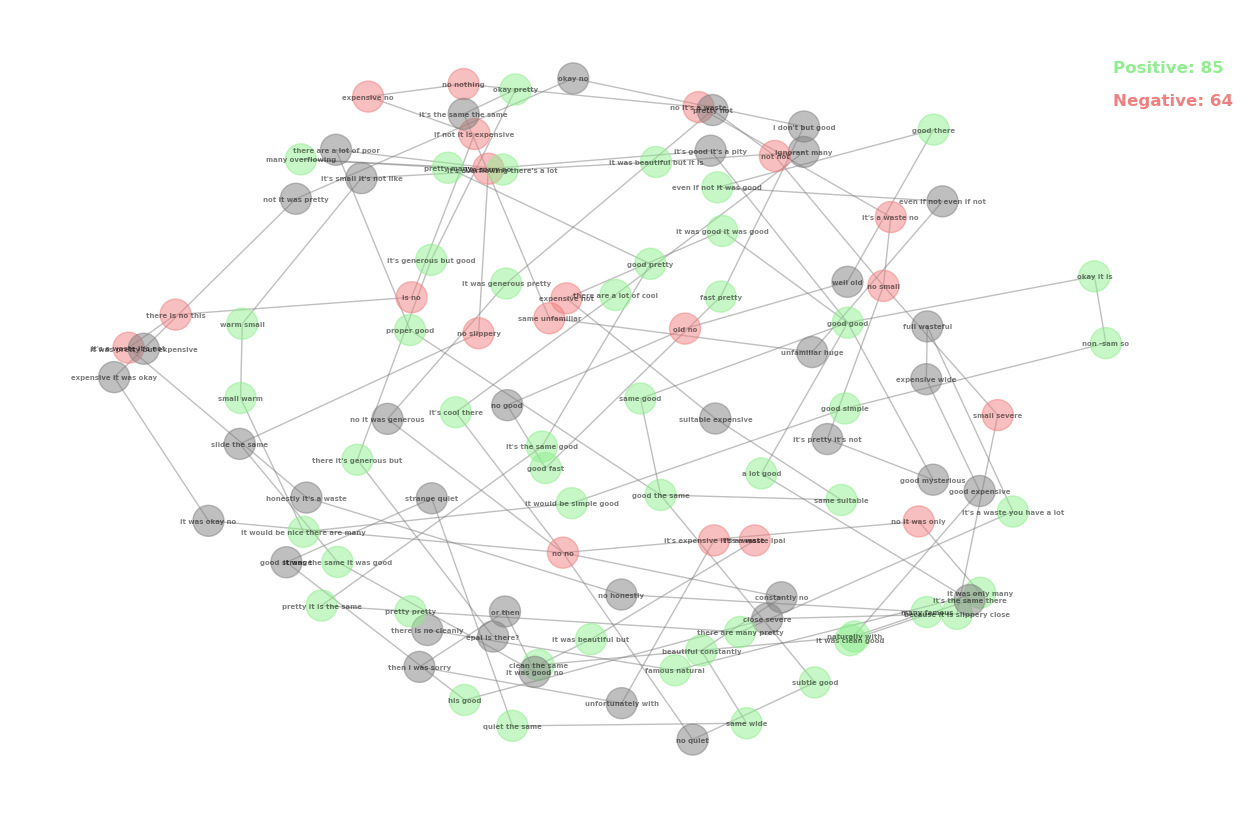 Positive: 85
Negative: 64
okay no
no nothing
okay pretty
expensive no
no it's a waste
pretty not
it's the same the same
i don't but good
good there
if not it is expensive
there are a lot of poor
many overflowing
it's good it's a pity
ignorant many
not not
it was beautiful but it is
it's small it's not like
even if not it was good
not it was pretty
even if not even if not
it's a waste no
it was good it was good
it's generous but good
good pretty
okay it is
it was generous pretty
well old
no small
is no
expensive not
there are a lot of cool
fast pretty
there is no this
same unfamiliar
warm small
proper good
no slippery
old no
good good
full wasteful
non -sam so
it was pretty but expensive
unfamiliar huge
expensive it was okay
expensive wide
small warm
same good
no good
good simple
it's cool there
small severe
no it was generous
suitable expensive
it's pretty it's not
slide the same
it's the same good
there it's generous but
good fast
a lot good
good mysterious
good expensive
honestly it's a waste
strange quiet
good the same
same suitable
it would be simple good
it's a waste you have a lot
it was okay no
no it was only
it would be nice there are many
no no
good strange
it was the same it was good
no honestly
constantly no
it was only many
it's the same there
pretty it is the same
pretty pretty
or then
many famous
because it is slippery close
close severe
there is no cleanly
there are many pretty
epal is there?
it was beautiful but
naturally with
it was clean good
beautiful constantly
then i was sorry
clean the same
it was good no
famous natural
subtle good
his good
unfortunately with
quiet the same
same wide
no quiet